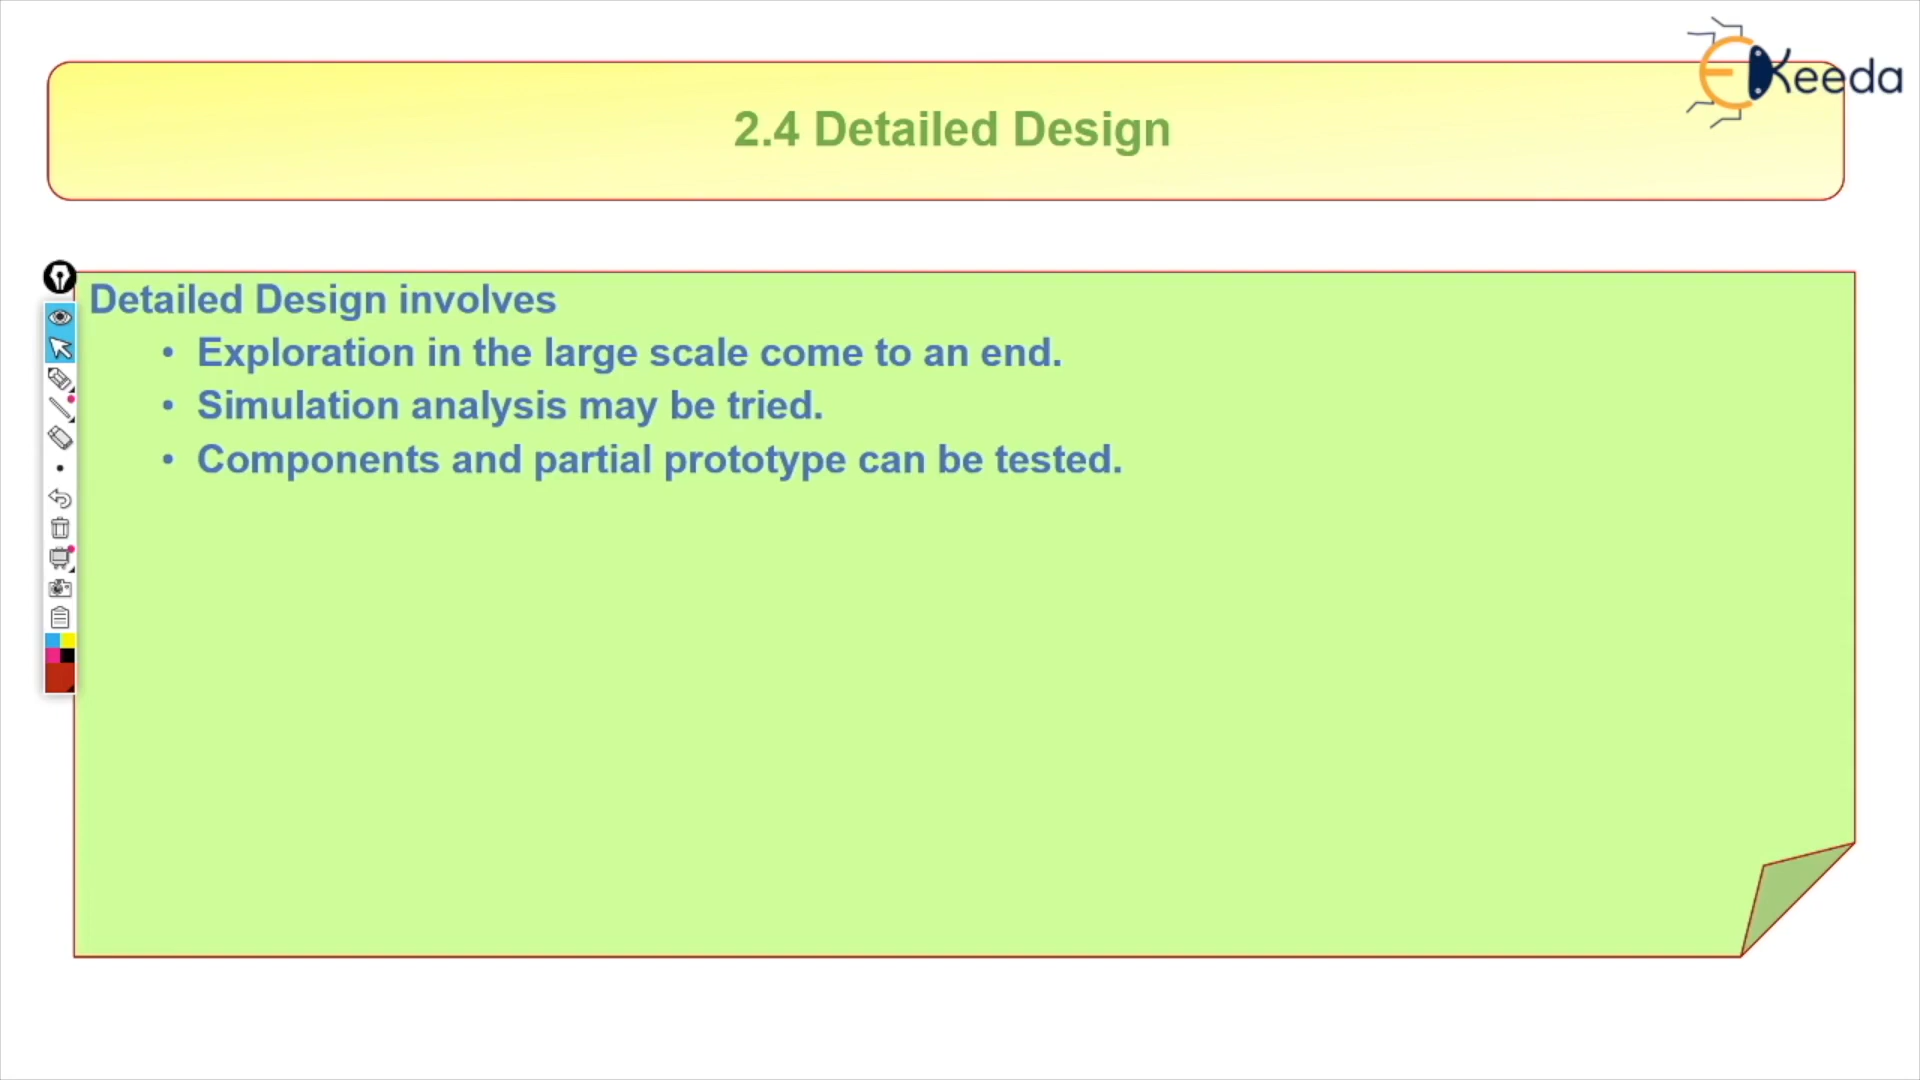 EKeeda
2.4 Detailed Design
Detailed Design involves
• Exploration in the large scale come to an end.
• Simulation analysis may be tried.
• Components and partial prototype can be tested.